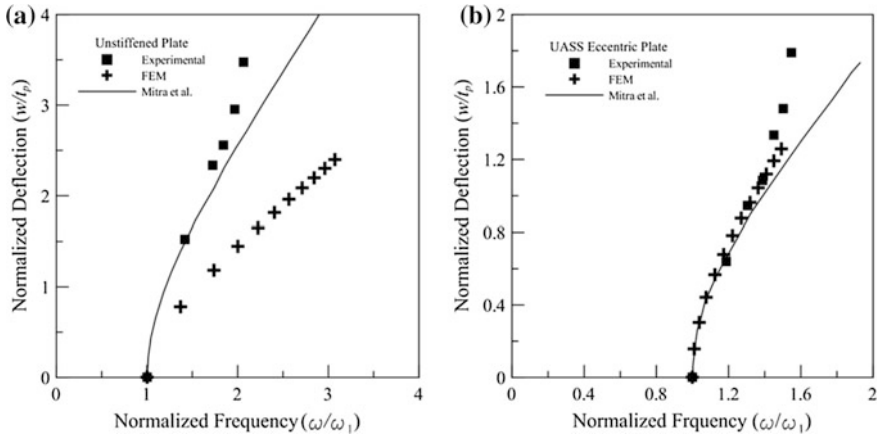 (a)
4
3
2
1
0
Normalized Deflection (w/tₚ)
Unstiffened Plate
Experimental
FEM
Mitra et al.
0 1 2 3 4
Normalized Frequency (ω/ω₁)
(b)
2
1.6
1.2
0.8
0.4
0
Normalized Deflection (w/tₚ)
UASS Eccentric Plate
Experimental
FEM
Mitra et al.
0 0.4 0.8 1.2 1.6 2
Normalized Frquency (ω/ω₁)